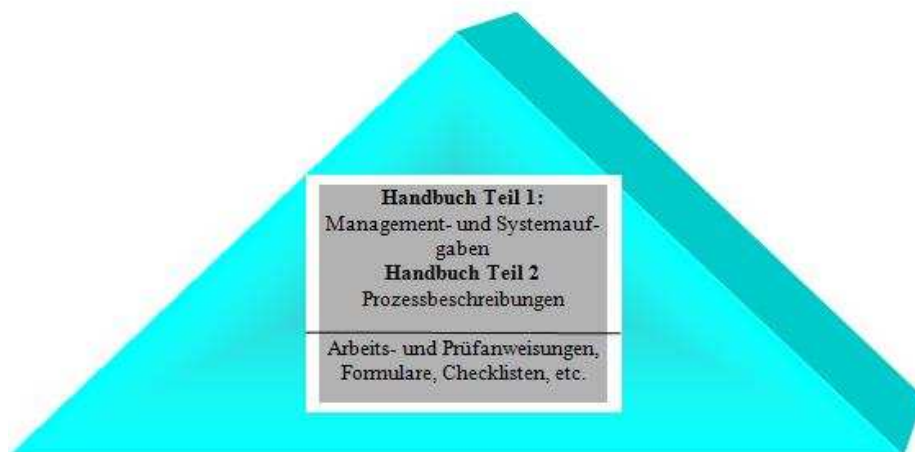 Handbuch Teil 1:
Management- und Systemauf-
gaben
Handbuch Teil 2
Prozessbeschreibungen
Arbeits- und Prüfanweisungen,
Formulare, Checklisten, etc.